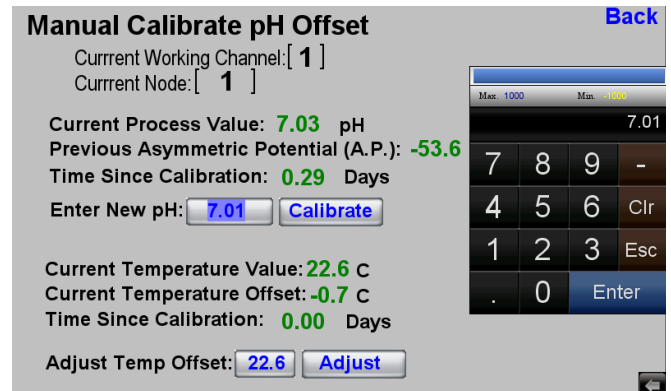 Manual Calibrate pH Offset
Back
Currrent Working Channel:[ 1 ]
Currrent Node:[ 1 ]
Max. 1000 Min. -1000
7.01
Current Process Value: 7.03 pH
Previous Asymmetric Potential (A.P.): -53.6
Time Since Calibration: 0.29 Days
Enter New pH: 7.01 Calibrate
7 8 9 -
4 5 6 Clr
1 2 3 Esc
. 0 Enter
Current Temperature Value: 22.6 C
Current Temperature Offset: -0.7 C
Time Since Calibration: 0.00 Days
Adjust Temp Offset: 22.6 Adjust